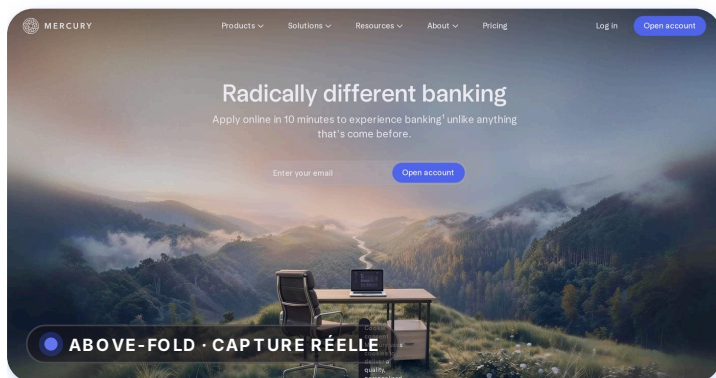 MERCURY
Products
Solutions
Resources
About
Pricing
Log in
Open account
Radically different banking
Apply online in 10 minutes to experience banking¹ unlike anything
that's come before.
Enter your email
Open account
ABOVE-FOLD · CAPTURE RÉELLE
quality,